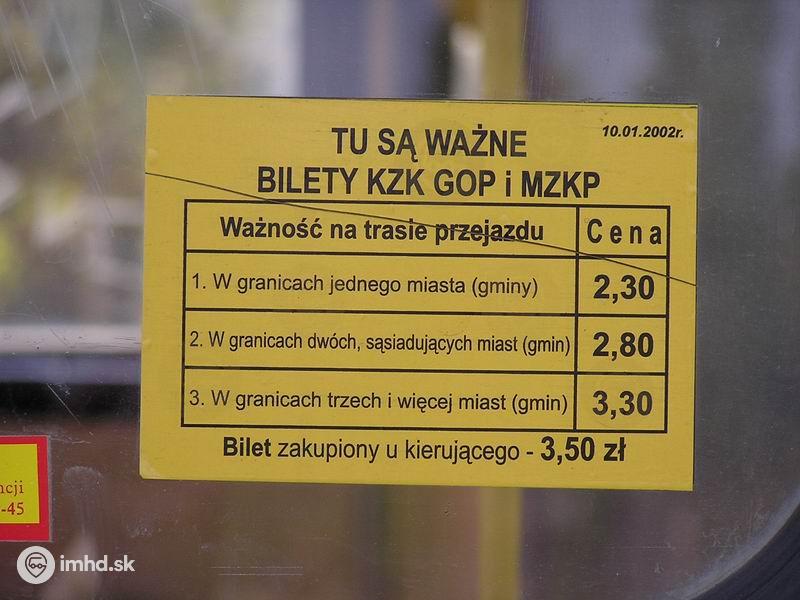 10.01.2002r.
TU SĄ WAŻNE
BILETY KZK GOP i MZKP
Ważność na trasie przejazdu Cena
1. W granicach jednego miasta (gminy) 2,30
2. W granicach dwóch, sąsiadujących miast (gmin) 2,80
3. W granicach trzech i więcej miast (gmin) 3,30
Bilet zakupiony u kierującego - 3,50 zł
ncji
-45
imhd.sk